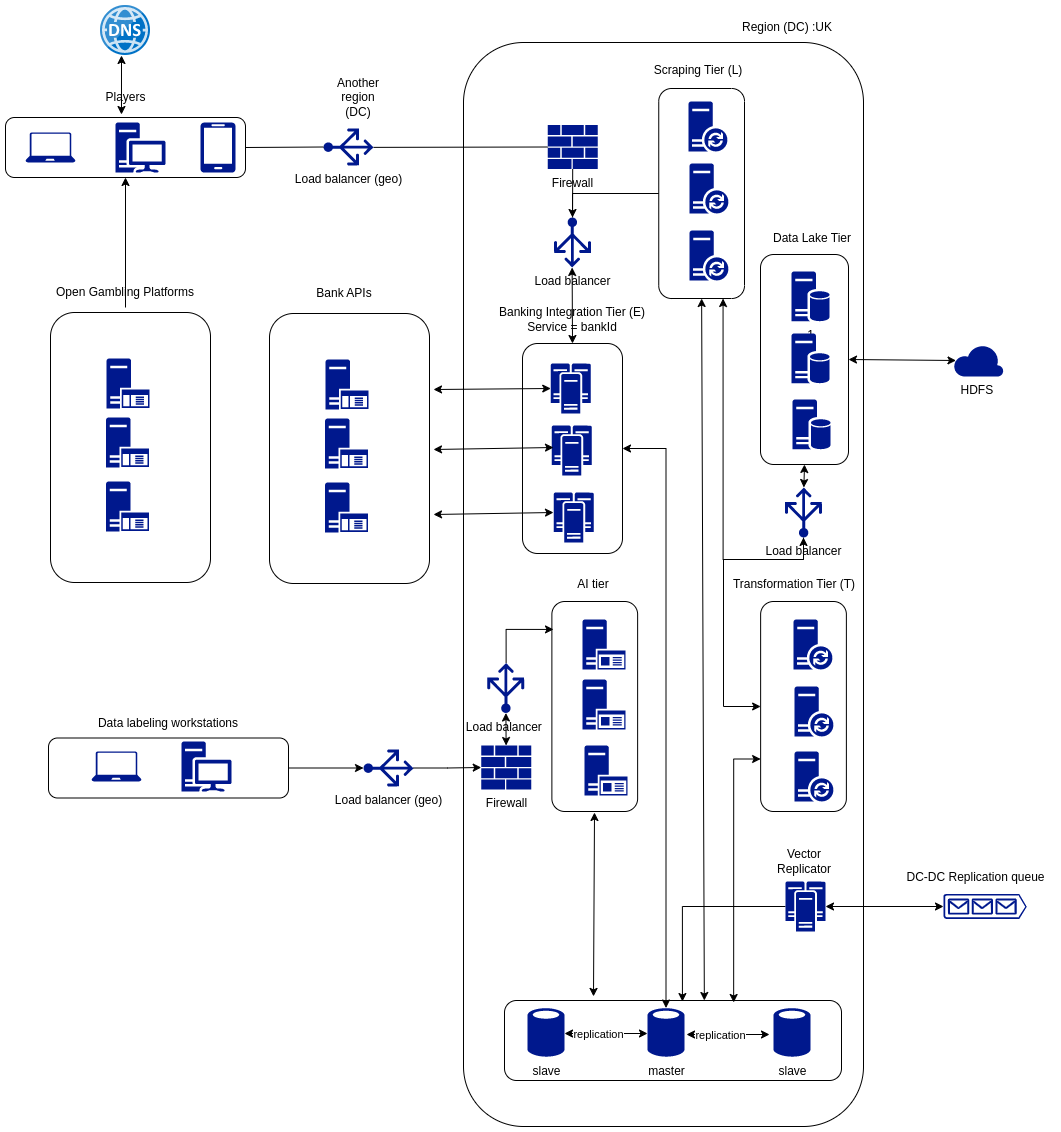 DNS
Region (DC) :UK
Scraping Tier (L)
Another
region
(DC)
Players
Load balancer (geo)
Firewall
Data Lake Tier
Load balancer
Open Gambling Platforms
Bank APIs
Banking Integration Tier (E)
Service = bankId
1
HDFS
Load balancer
AI tier
Transformation Tier (T)
Data labeling workstations
Load balancer
Load balancer (geo)
Firewall
Vector
Replicator
DC-DC Replication queue
replication
replication
slave
master
slave